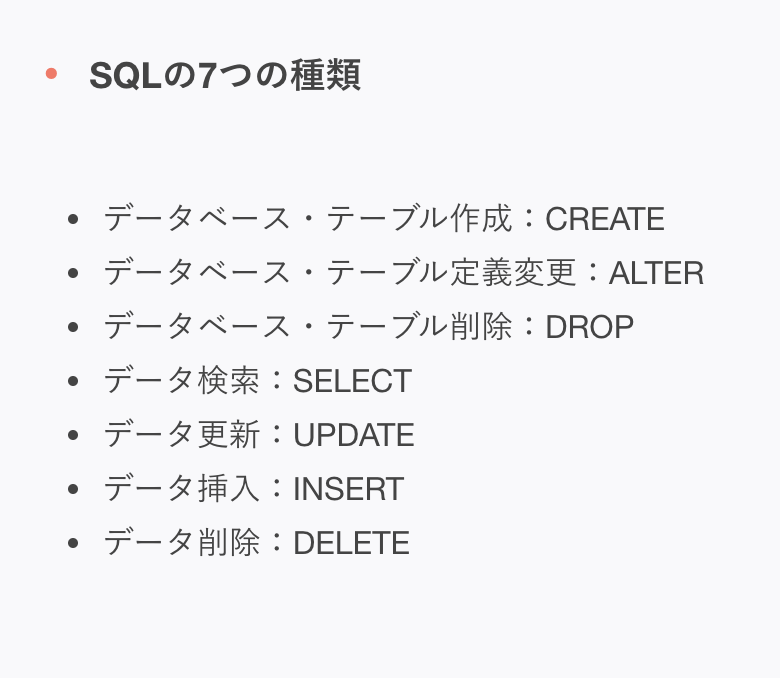 SQLの7つの種類
データベース・テーブル作成：CREATE
データベース・テーブル定義変更：ALTER
データベース・テーブル削除：DROP
データ検索：SELECT
データ更新：UPDATE
データ挿入：INSERT
データ削除：DELETE